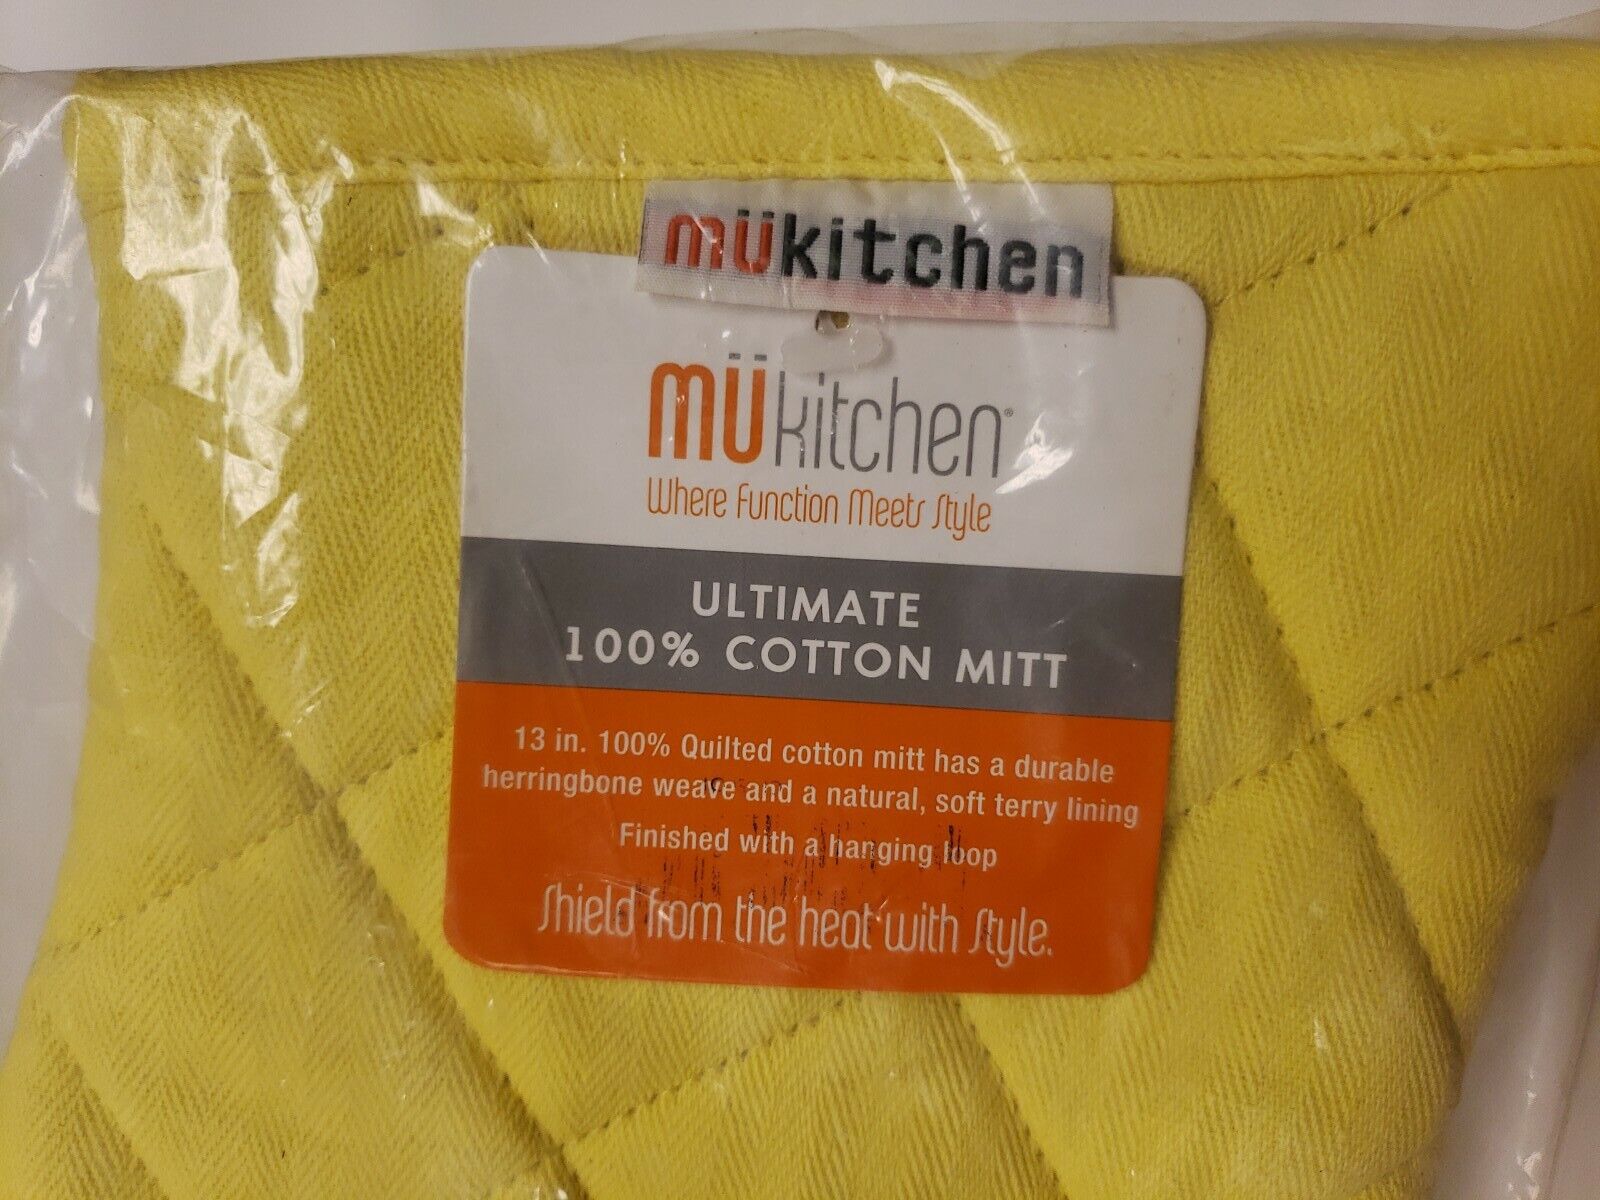 mükitchen
mükitchen®
Where Function Meets Style
ULTIMATE
100% COTTON MITT
13 in. 100% Quilted cotton mitt has a durable
herringbone weave and a natural, soft terry lining
Finished with a hanging loop
Shield from the heat with Style.